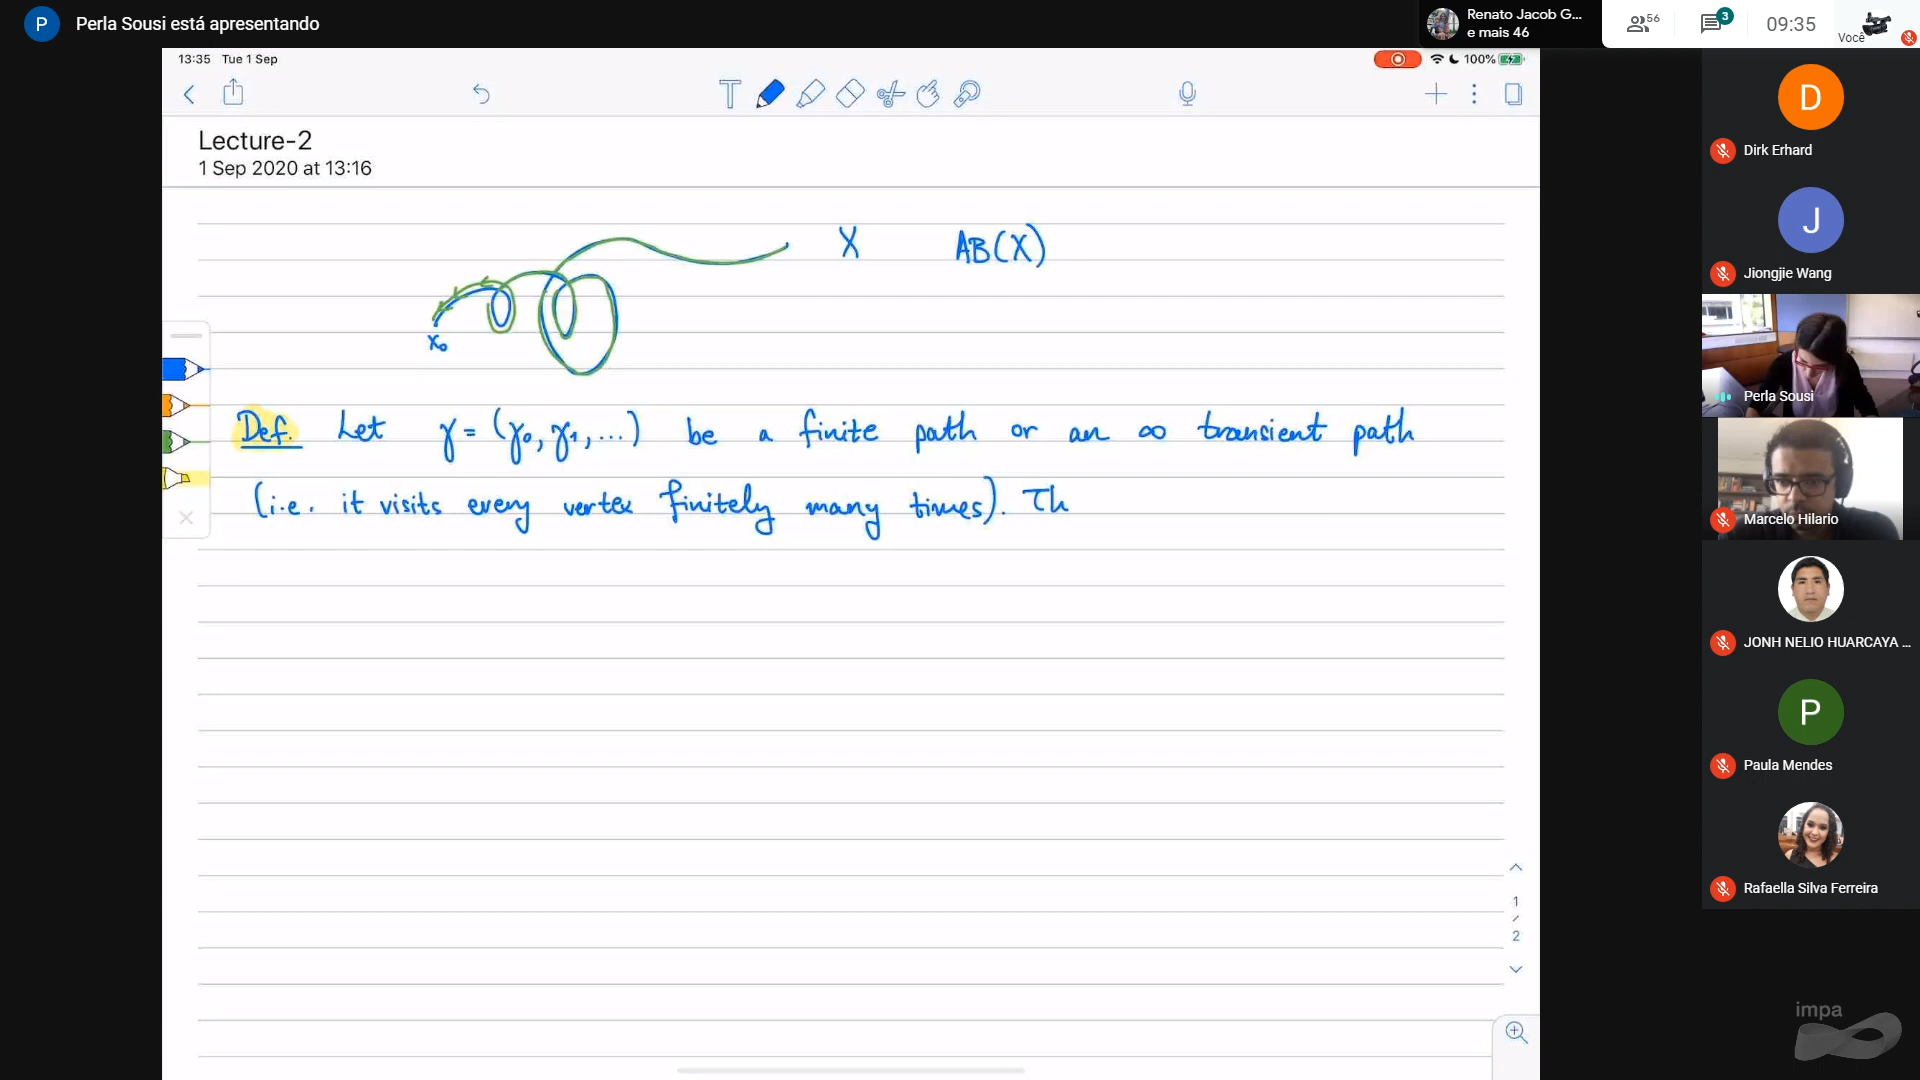 P Perla Sousi está apresentando
Renato Jacob G...
e mais 46
56
3
09:35
Você
13:35 Tue 1 Sep
100%
Lecture-2
1 Sep 2020 at 13:16
X AB(X)
x₀
Def. Let γ = (γ₀, γ₁, ...) be a finite path or an ∞ transient path
(i.e. it visits every vertex finitely many times). Th
1
2
D
Dirk Erhard
J
Jiongjie Wang
Perla Sousi
Marcelo Hilario
JONH NELIO HUARCAYA ...
P
Paula Mendes
Rafaella Silva Ferreira
impa